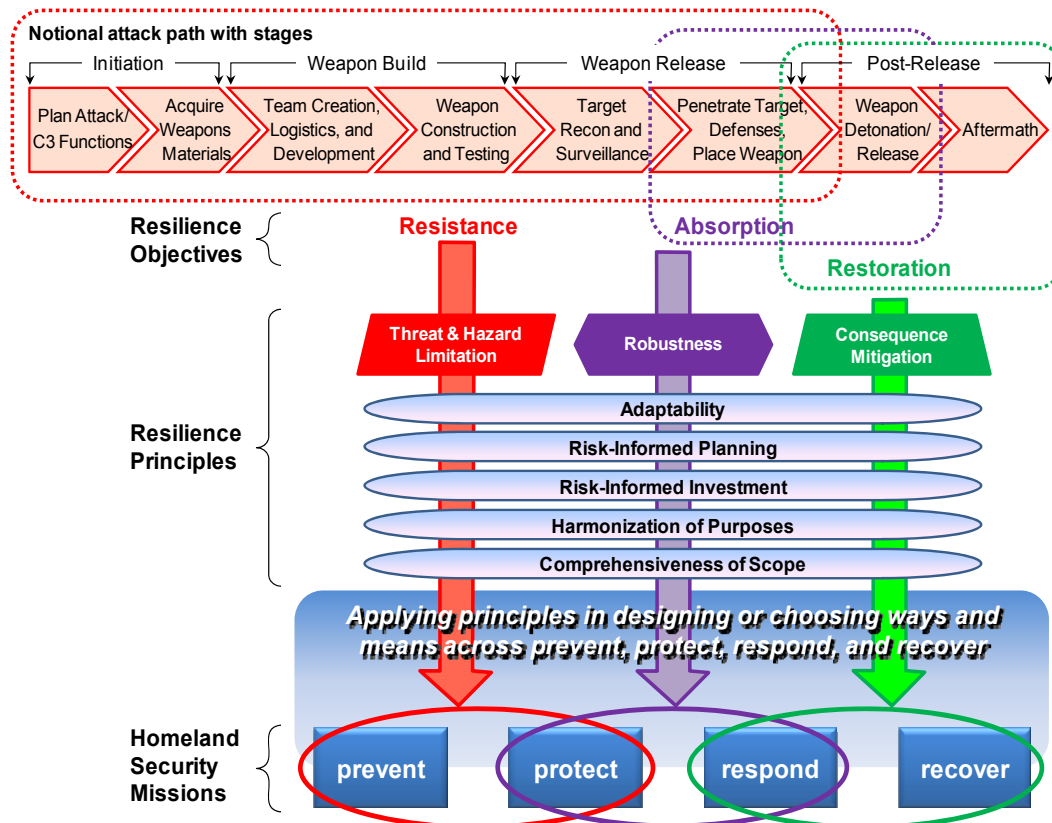 Notional attack path with stages
Initiation
Weapon Build
Weapon Release
Post-Release
Plan Attack/
C3 Functions
Acquire
Weapons
Materials
Team Creation,
Logistics, and
Development
Weapon
Construction
and Testing
Target
Recon and
Surveillance
Penetrate Target,
Defenses,
Place Weapon
Weapon
Detonation/
Release
Aftermath
Resilience
Objectives
Resistance
Absorption
Restoration
Resilience
Principles
Threat & Hazard
Limitation
Robustness
Consequence
Mitigation
Adaptability
Risk-Informed Planning
Risk-Informed Investment
Harmonization of Purposes
Comprehensiveness of Scope
Applying principles in designing or choosing ways and
means across prevent, protect, respond, and recover
Homeland
Security
Missions
prevent
protect
respond
recover